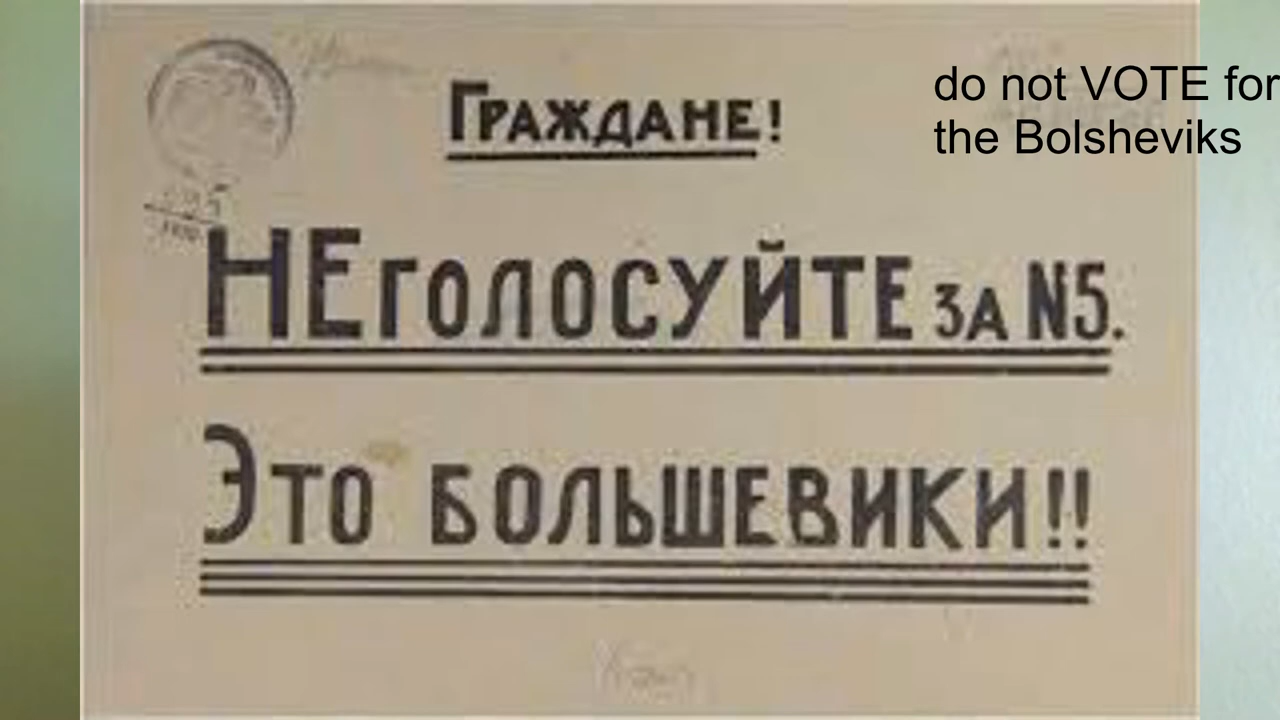 Граждане!
do not VOTE for
the Bolsheviks
НЕ голосуйте за N5.
Это большевики!!